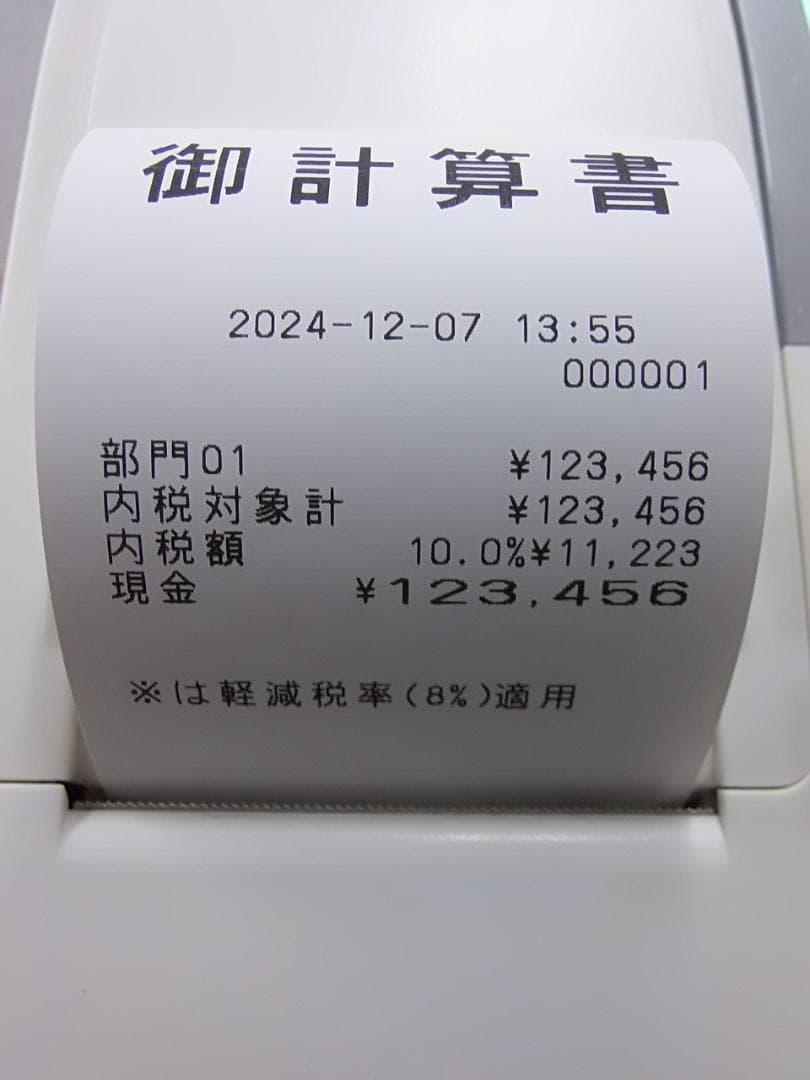 御計算書
2024-12-07 13:55
000001
部門01 ¥123,456
内税対象計 ¥123,456
内税額 10.0%¥11,223
現金 ¥123,456
※は軽減税率(8%)適用